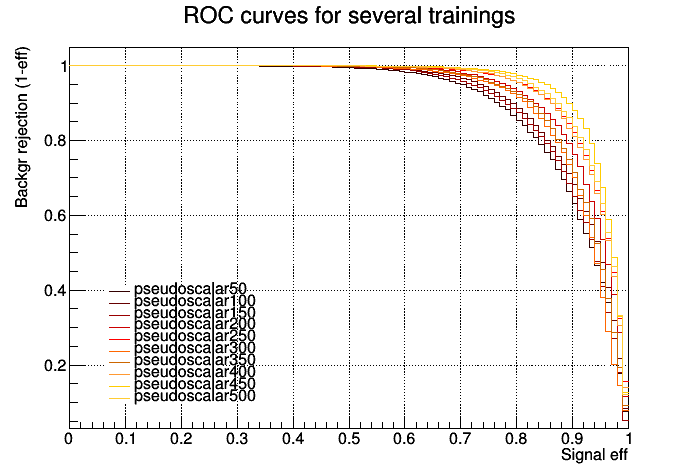 ROC curves for several trainings
Backgr rejection (1-eff)
1
0.8
0.6
0.4
0.2
pseudoscalar50
pseudoscalar100
pseudoscalar150
pseudoscalar200
pseudoscalar250
pseudoscalar300
pseudoscalar350
pseudoscalar400
pseudoscalar450
pseudoscalar500
0 0.1 0.2 0.3 0.4 0.5 0.6 0.7 0.8 0.9 1
Signal eff